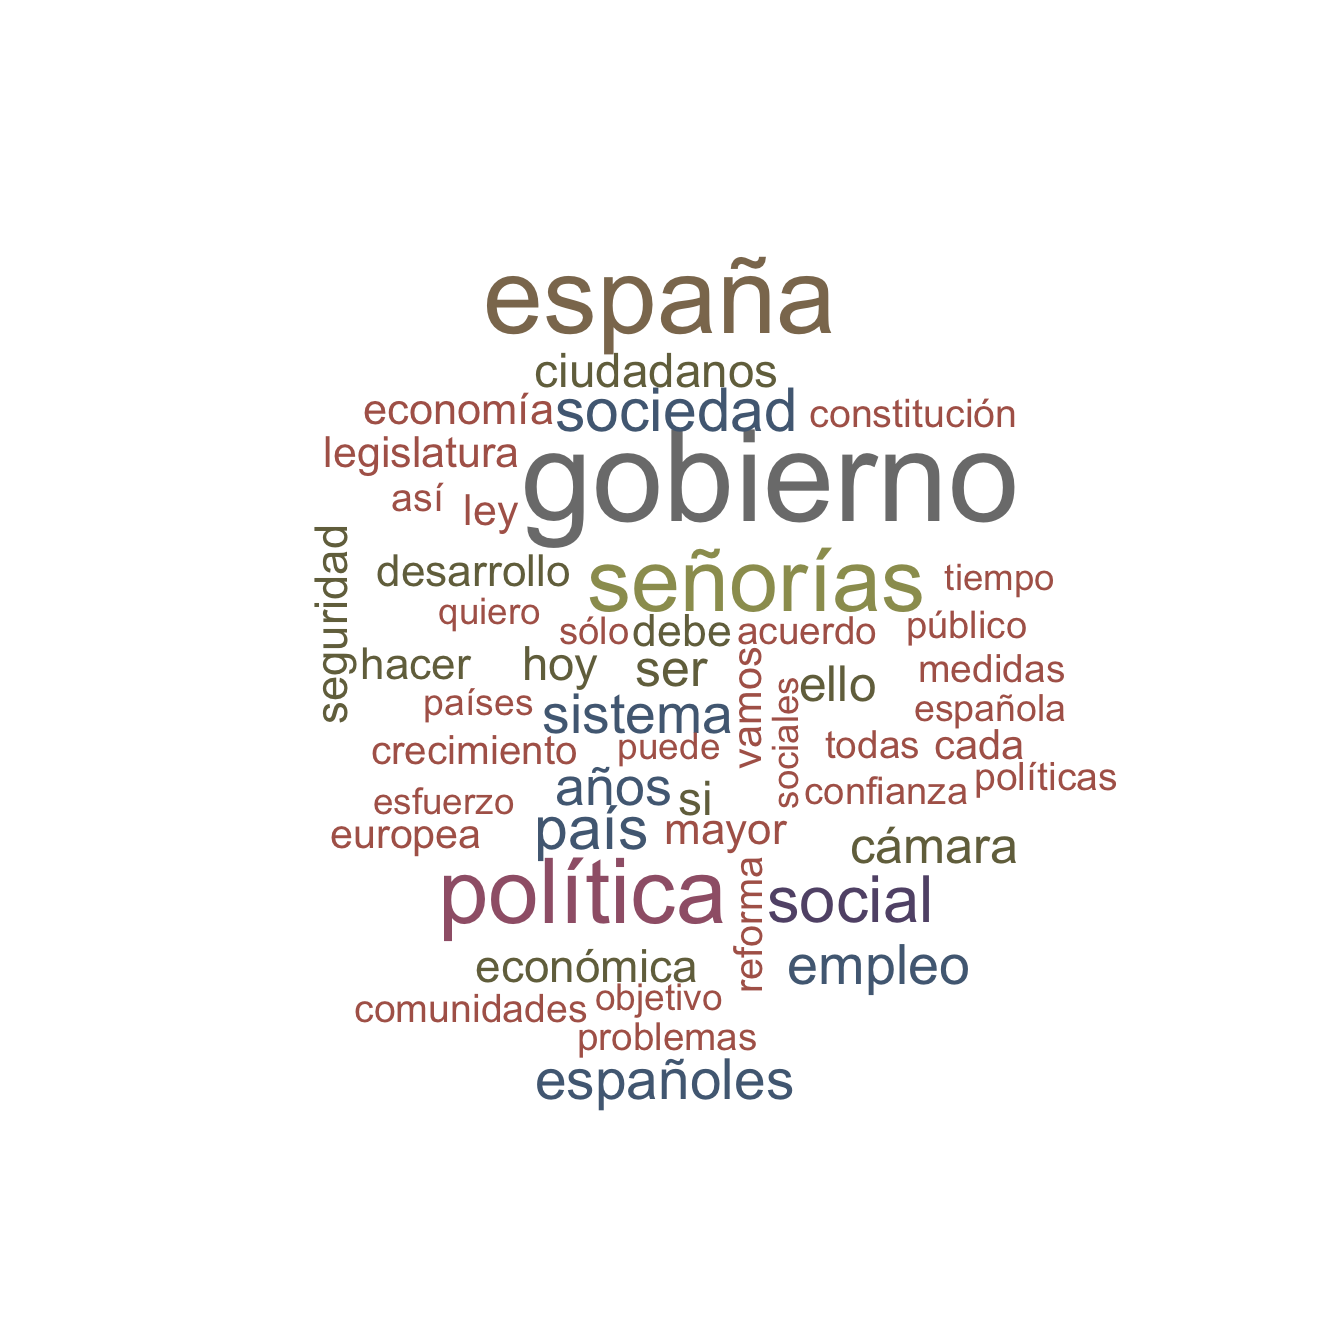 españa
ciudadanos
economía sociedad constitución
legislatura
gobierno
así ley
seguridad
desarrollo señorías tiempo
quiero
sólo debe acuerdo público
hacer hoy ser ello medidas
vamos
sociales
países sistema española
crecimiento puede todas cada
años si confianza políticas
esfuerzo
europea país mayor cámara
política social
reforma
económica empleo
comunidades objetivo
problemas
españoles